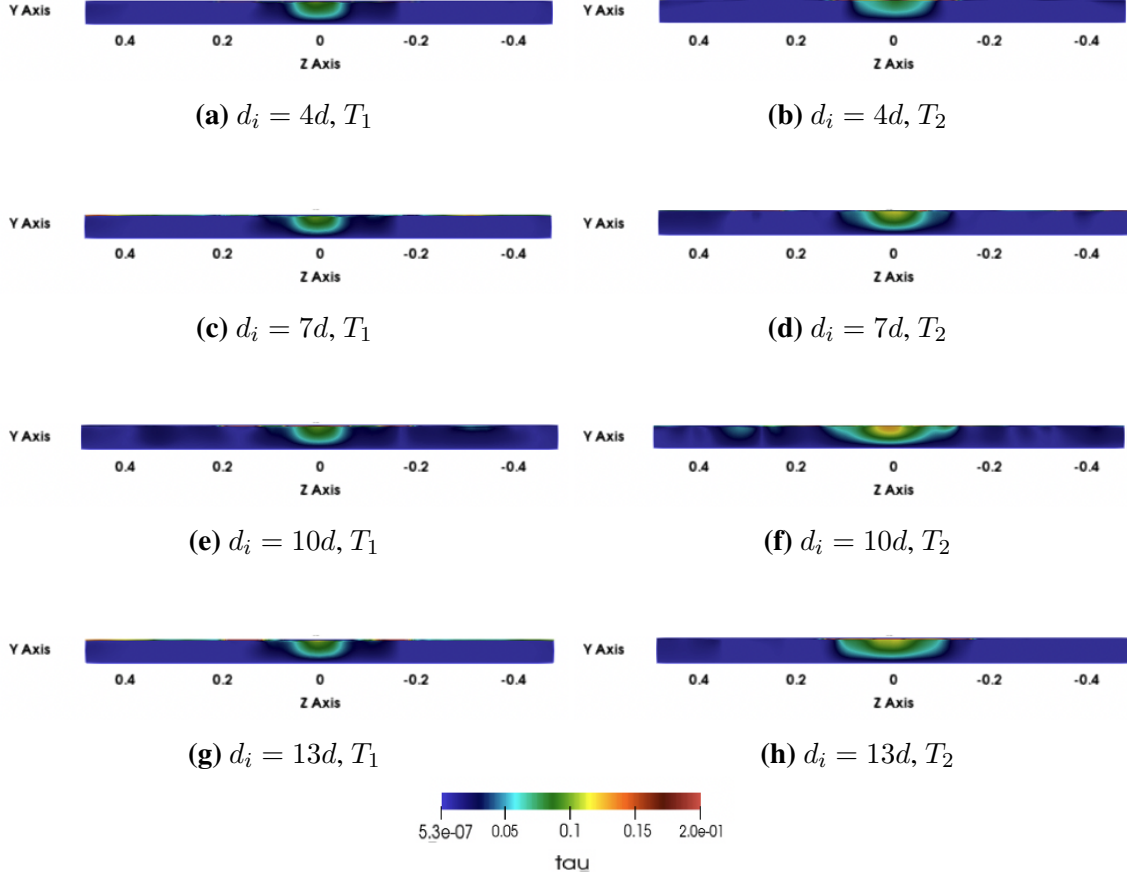 Y Axis
0.4 0.2 0 -0.2 -0.4
Z Axis
(a) d_i = 4d, T_1
Y Axis
0.4 0.2 0 -0.2 -0.4
Z Axis
(b) d_i = 4d, T_2
Y Axis
0.4 0.2 0 -0.2 -0.4
Z Axis
(c) d_i = 7d, T_1
Y Axis
0.4 0.2 0 -0.2 -0.4
Z Axis
(d) d_i = 7d, T_2
Y Axis
0.4 0.2 0 -0.2 -0.4
Z Axis
(e) d_i = 10d, T_1
Y Axis
0.4 0.2 0 -0.2 -0.4
Z Axis
(f) d_i = 10d, T_2
Y Axis
0.4 0.2 0 -0.2 -0.4
Z Axis
(g) d_i = 13d, T_1
Y Axis
0.4 0.2 0 -0.2 -0.4
Z Axis
(h) d_i = 13d, T_2
5.3e-07 0.05 0.1 0.15 2.0e-01
tau